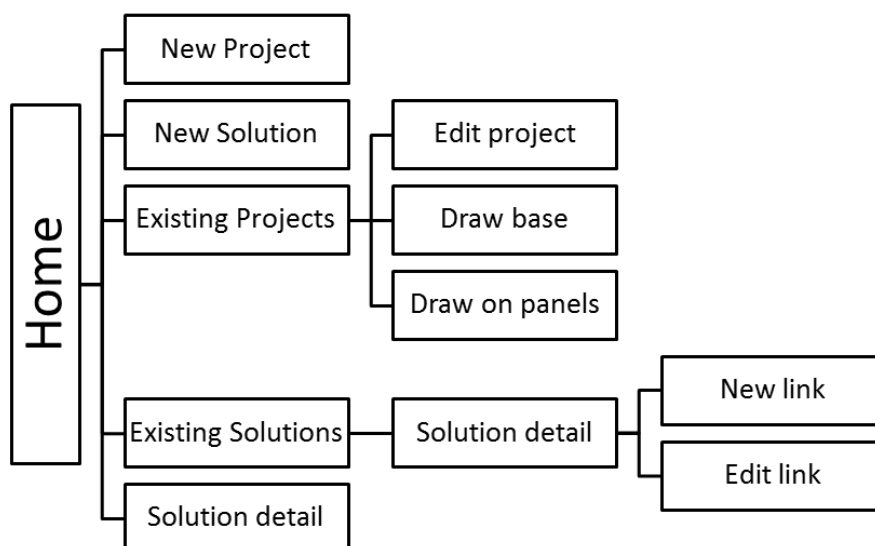 Home
New Project
New Solution
Existing Projects
Edit project
Draw base
Draw on panels
Existing Solutions
Solution detail
New link
Edit link
Solution detail